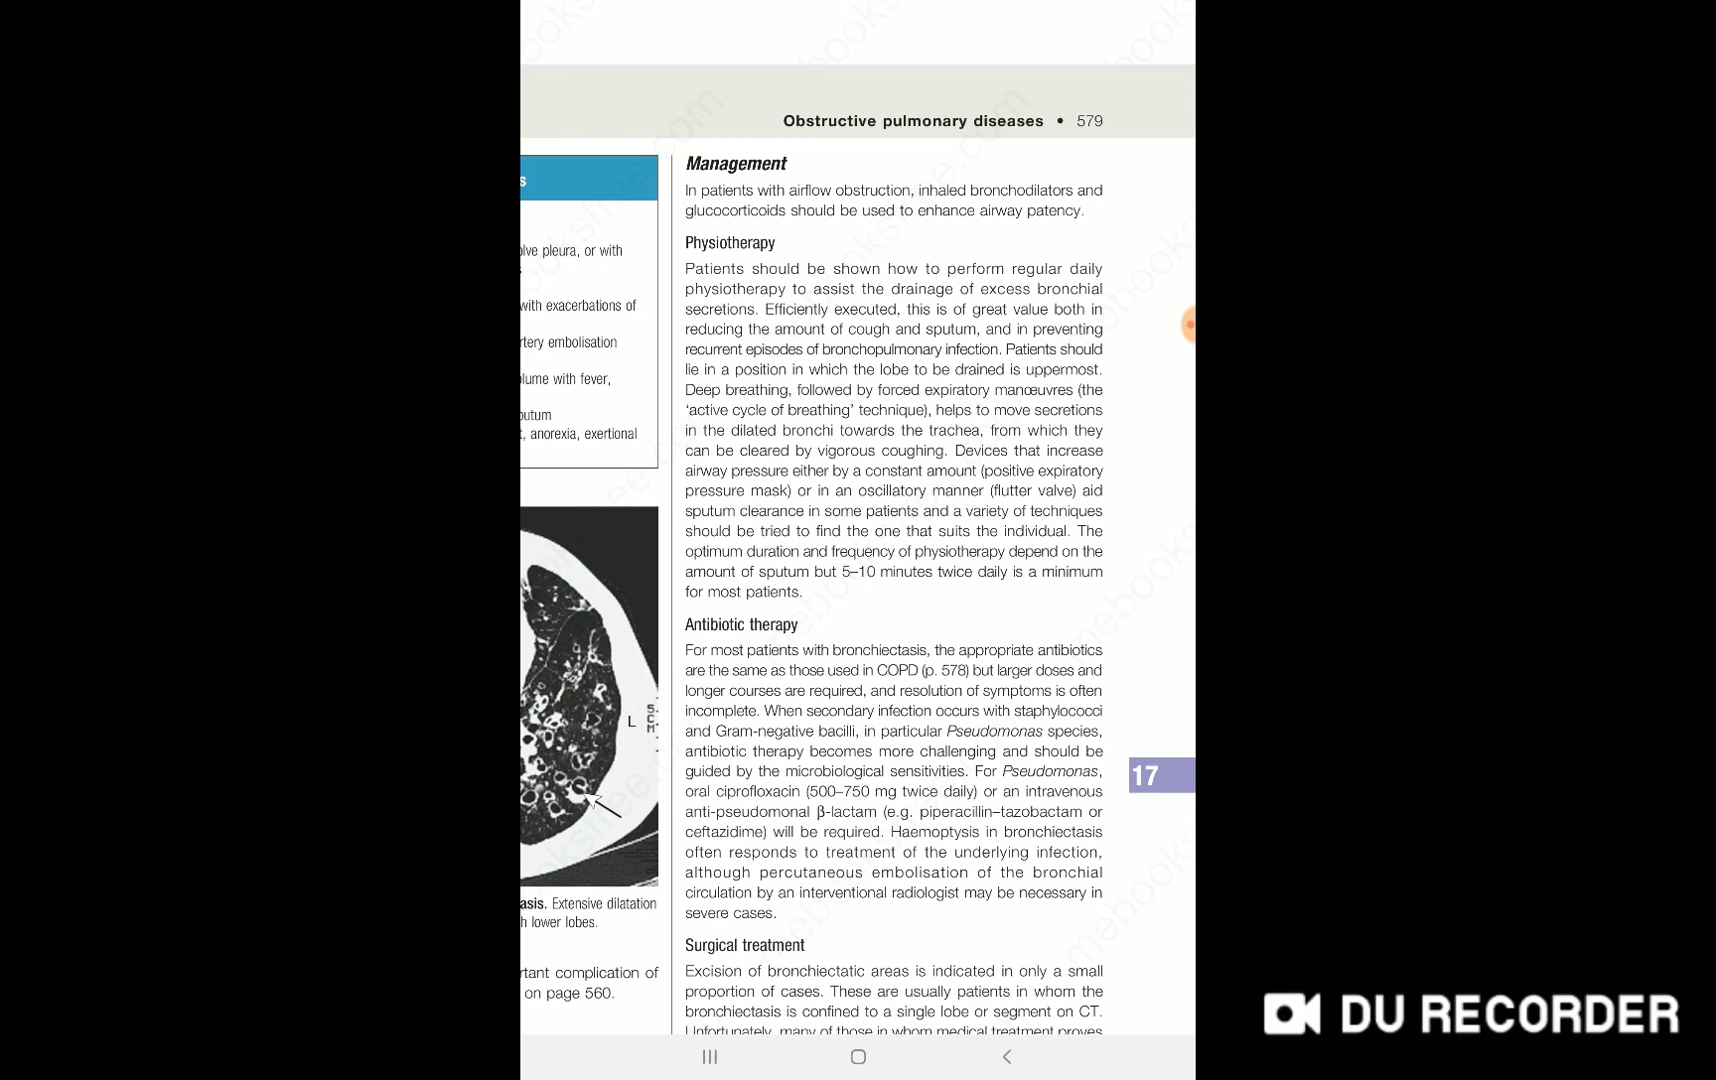 Obstructive pulmonary diseases • 579
s
olve pleura, or with
with exacerbations of
rtery embolisation
olume with fever,
outum
t, anorexia, exertional
L
asis. Extensive dilatation
h lower lobes.
rtant complication of
on page 560.
Management
In patients with airflow obstruction, inhaled bronchodilators and
glucocorticoids should be used to enhance airway patency.
Physiotherapy
Patients should be shown how to perform regular daily
physiotherapy to assist the drainage of excess bronchial
secretions. Efficiently executed, this is of great value both in
reducing the amount of cough and sputum, and in preventing
recurrent episodes of bronchopulmonary infection. Patients should
lie in a position in which the lobe to be drained is uppermost.
Deep breathing, followed by forced expiratory manœuvres (the
‘active cycle of breathing’ technique), helps to move secretions
in the dilated bronchi towards the trachea, from which they
can be cleared by vigorous coughing. Devices that increase
airway pressure either by a constant amount (positive expiratory
pressure mask) or in an oscillatory manner (flutter valve) aid
sputum clearance in some patients and a variety of techniques
should be tried to find the one that suits the individual. The
optimum duration and frequency of physiotherapy depend on the
amount of sputum but 5–10 minutes twice daily is a minimum
for most patients.
Antibiotic therapy
For most patients with bronchiectasis, the appropriate antibiotics
are the same as those used in COPD (p. 578) but larger doses and
longer courses are required, and resolution of symptoms is often
incomplete. When secondary infection occurs with staphylococci
and Gram-negative bacilli, in particular Pseudomonas species,
antibiotic therapy becomes more challenging and should be
guided by the microbiological sensitivities. For Pseudomonas,
oral ciprofloxacin (500–750 mg twice daily) or an intravenous
anti-pseudomonal β-lactam (e.g. piperacillin–tazobactam or
ceftazidime) will be required. Haemoptysis in bronchiectasis
often responds to treatment of the underlying infection,
although percutaneous embolisation of the bronchial
circulation by an interventional radiologist may be necessary in
severe cases.
Surgical treatment
Excision of bronchiectatic areas is indicated in only a small
proportion of cases. These are usually patients in whom the
bronchiectasis is confined to a single lobe or segment on CT.
Unfortunately, many of those in whom medical treatment proves
17
DU RECORDER